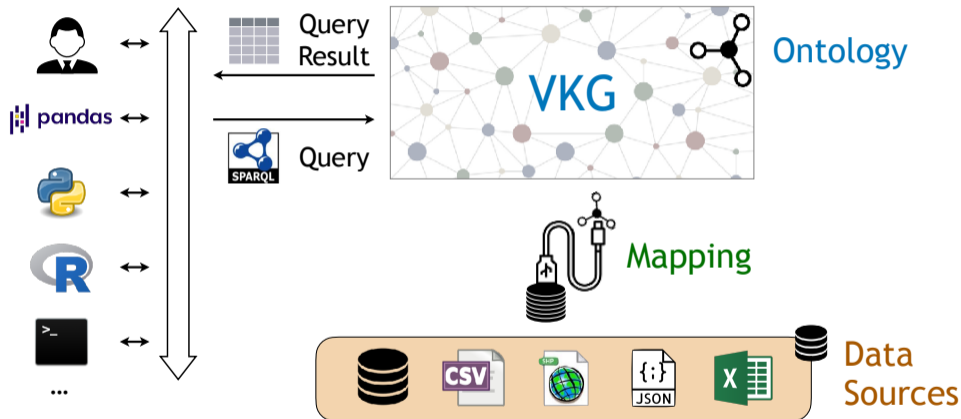 Query
Result
VKG
Ontology
pandas
SPARQL
Query
R
Mapping
>_
...
CSV
SHP
{;}
JSON
X
Data
Sources